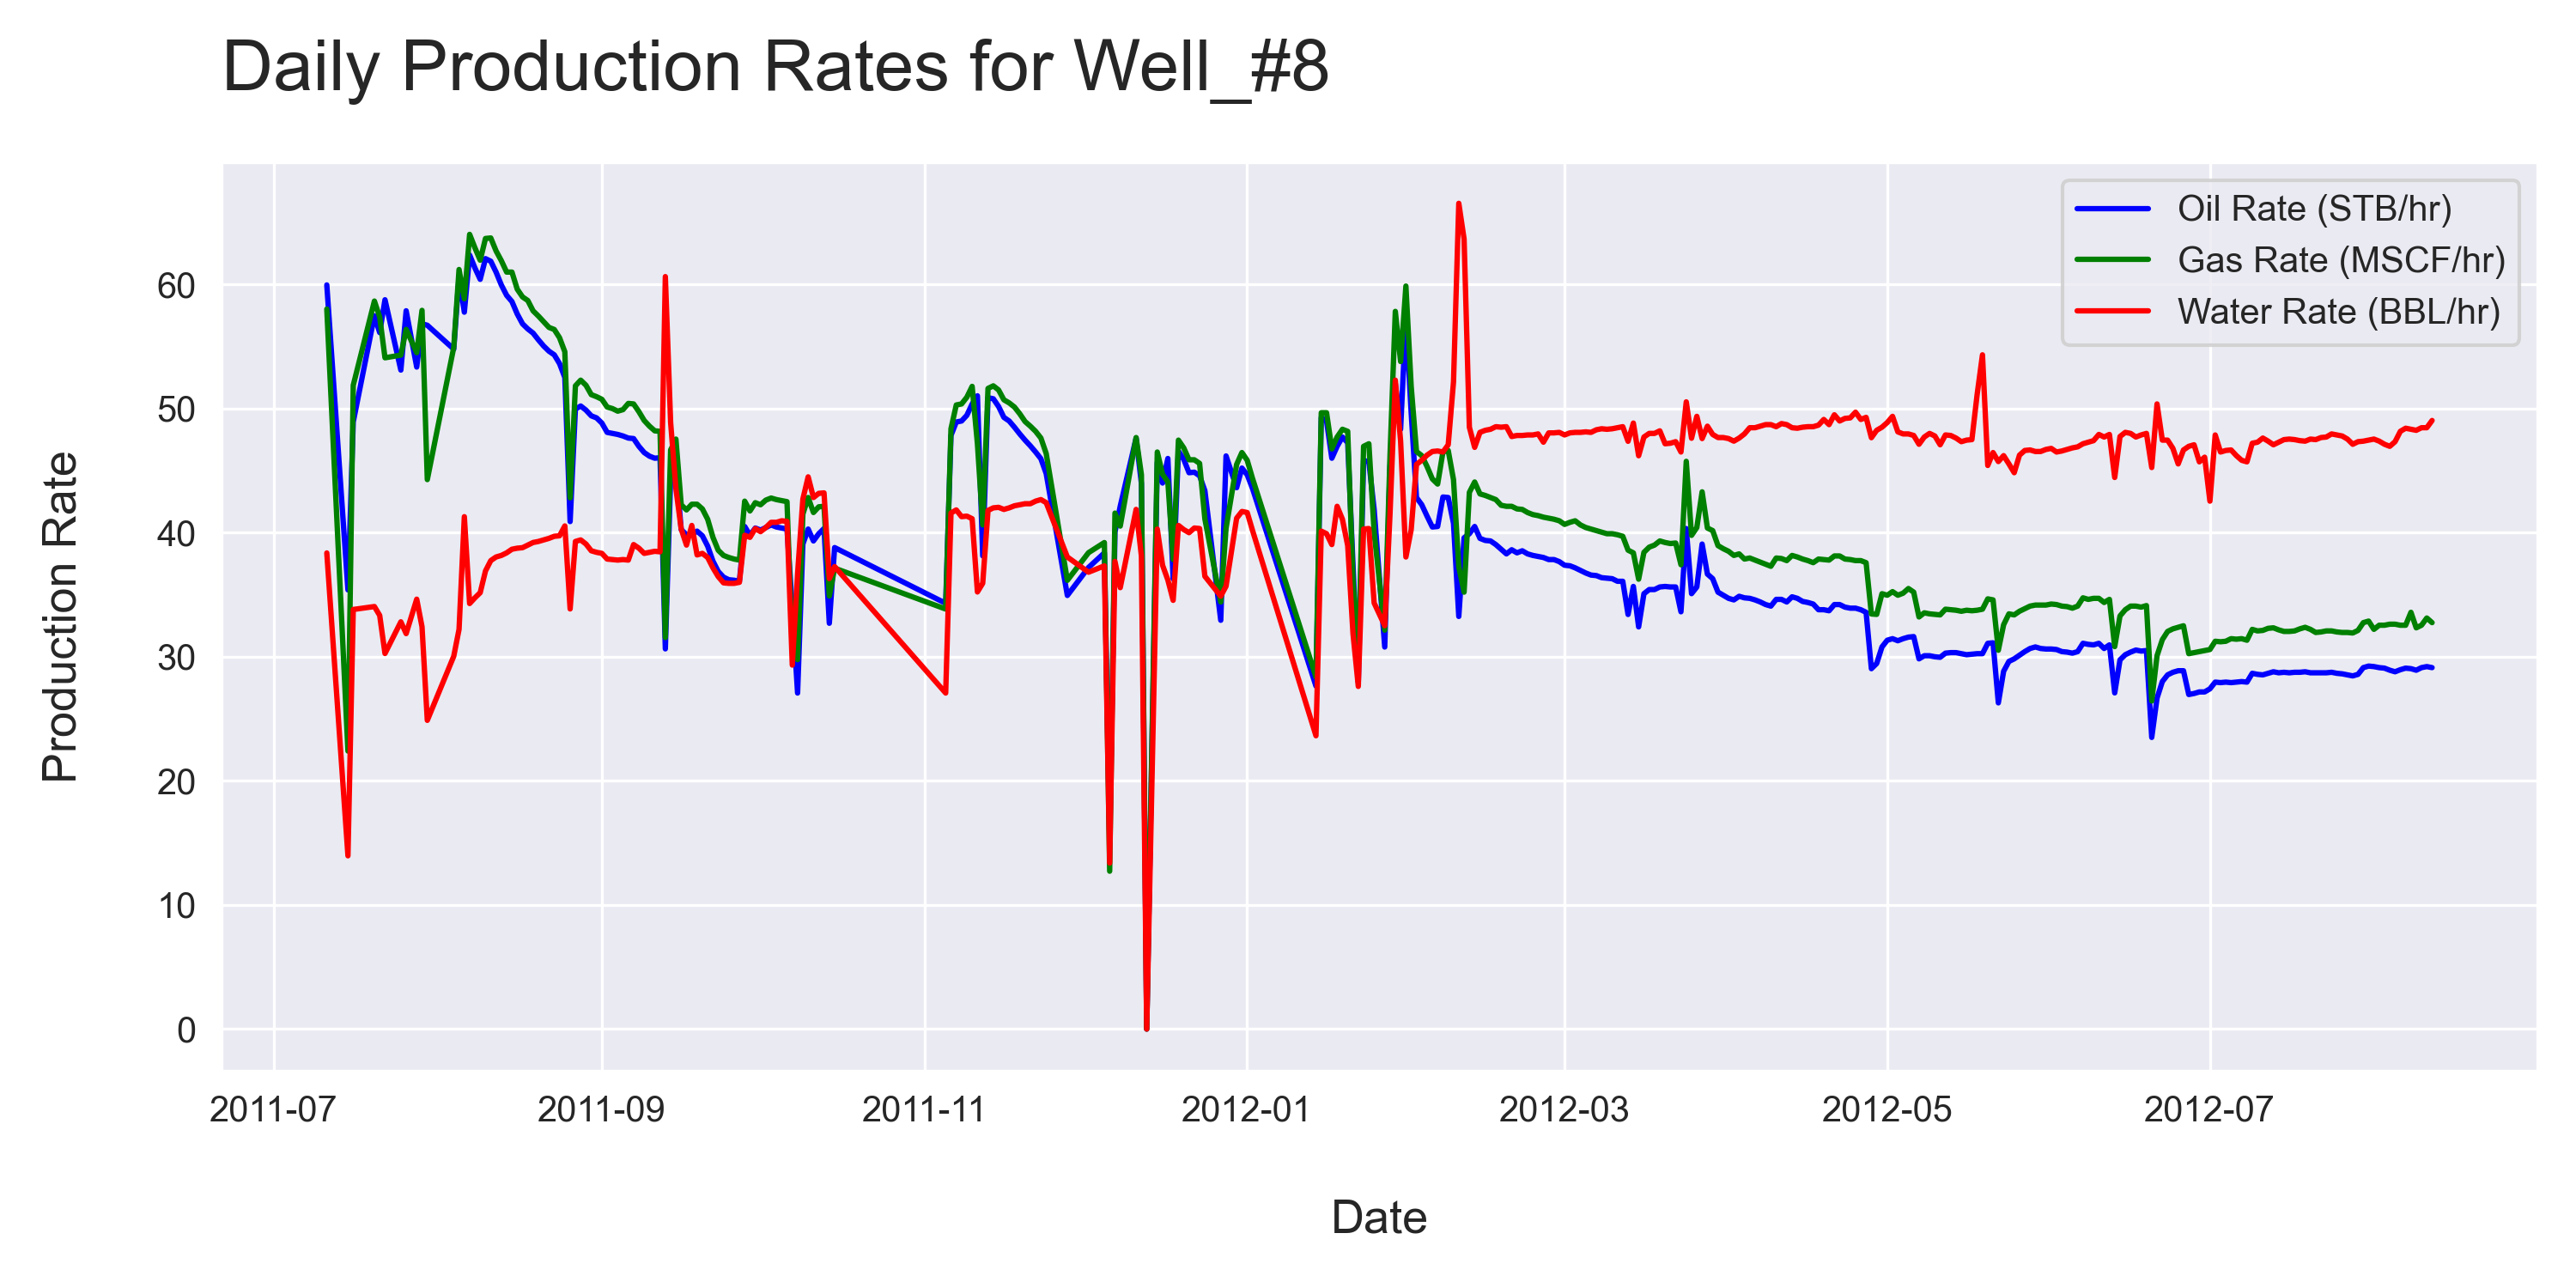 Daily Production Rates for Well_#8
Oil Rate (STB/hr)
Gas Rate (MSCF/hr)
Water Rate (BBL/hr)
Production Rate
60
50
40
30
20
10
0
2011-07 2011-09 2011-11 2012-01 2012-03 2012-05 2012-07
Date